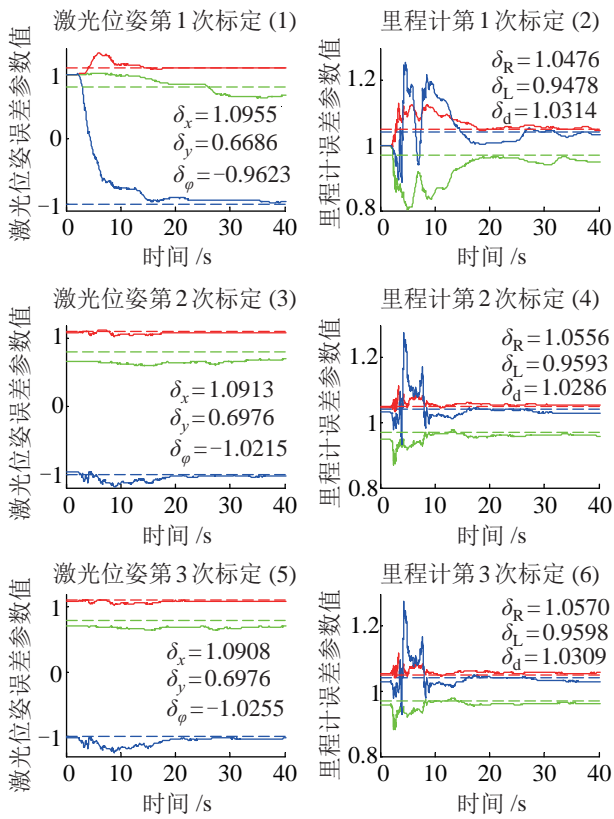 激光位姿第1次标定 (1)
激光位姿误差参数值
1
0
−1
δx=1.0955
δy=0.6686
δφ=−0.9623
0 10 20 30 40
时间 /s
里程计第1次标定 (2)
里程计误差参数值
1.2
1
0.8
δR=1.0476
δL=0.9478
δd=1.0314
0 10 20 30 40
时间 /s
激光位姿第2次标定 (3)
激光位姿误差参数值
1
0
−1
δx=1.0913
δy=0.6976
δφ=−1.0215
0 10 20 30 40
时间 /s
里程计第2次标定 (4)
里程计误差参数值
1.2
1
0.8
δR=1.0556
δL=0.9593
δd=1.0286
0 10 20 30 40
时间 /s
激光位姿第3次标定 (5)
激光位姿误差参数值
1
0
−1
δx=1.0908
δy=0.6976
δφ=−1.0255
0 10 20 30 40
时间 /s
里程计第3次标定 (6)
里程计误差参数值
1.2
1
0.8
δR=1.0570
δL=0.9598
δd=1.0309
0 10 20 30 40
时间 /s